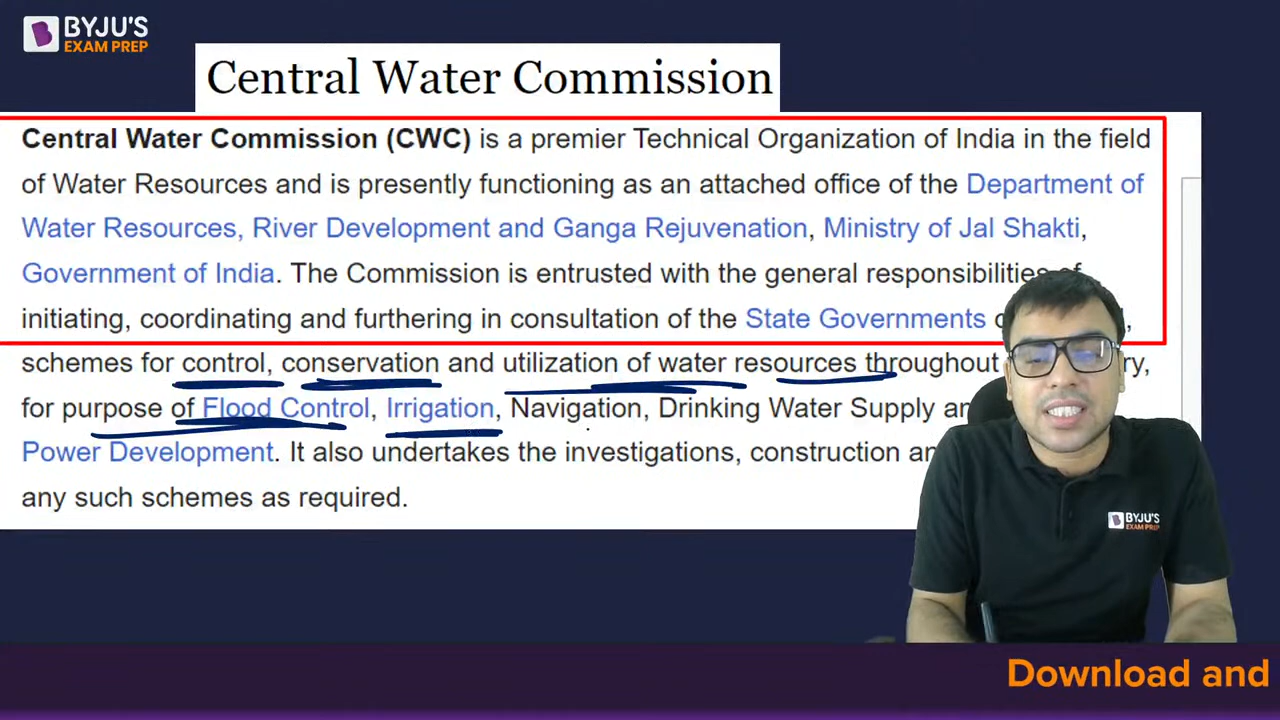 BYJU'S
EXAM PREP
Central Water Commission
Central Water Commission (CWC) is a premier Technical Organization of India in the field
of Water Resources and is presently functioning as an attached office of the Department of
Water Resources, River Development and Ganga Rejuvenation, Ministry of Jal Shakti,
Government of India. The Commission is entrusted with the general responsibilities of
initiating, coordinating and furthering in consultation of the State Governments
schemes for control, conservation and utilization of water resources throughout
for purpose of Flood Control, Irrigation, Navigation, Drinking Water Supply
Power Development. It also undertakes the investigations, construction
any such schemes as required.
BYJU'S
EXAM PREP
Download and